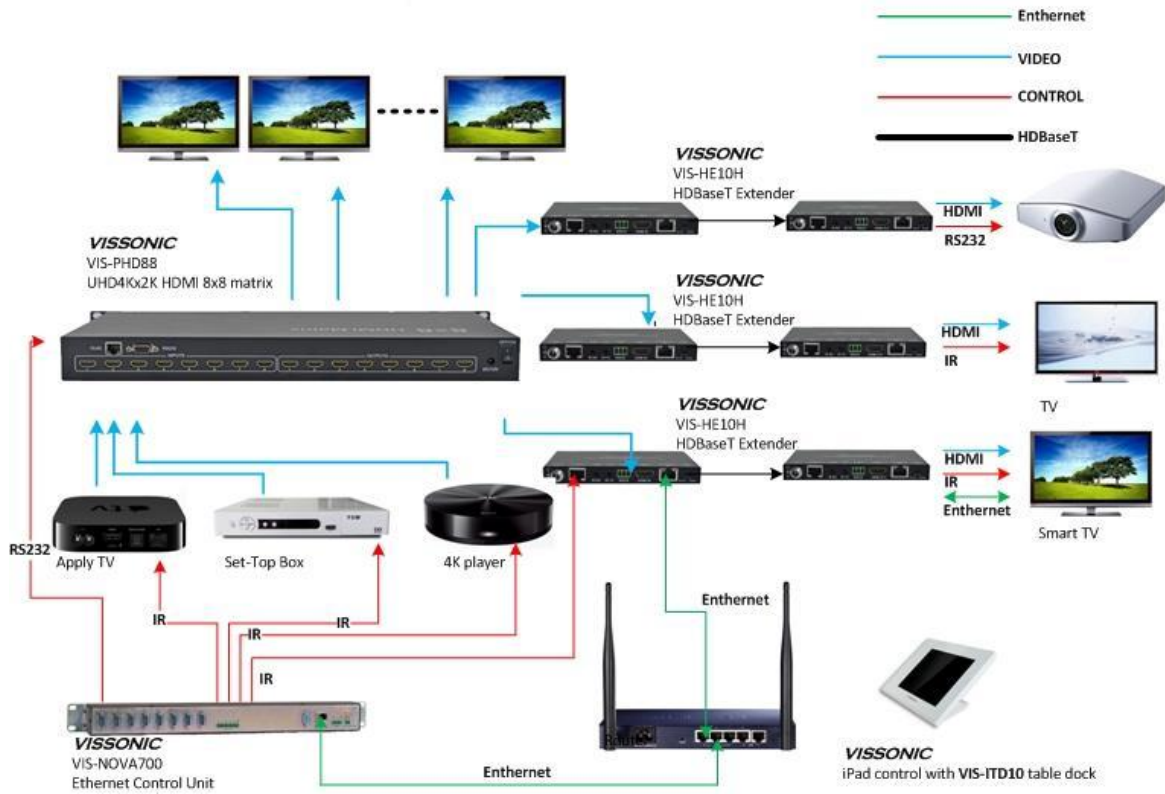 Enthernet
VIDEO
CONTROL
HDBaseT
VISSONIC
VIS-HE10H
HDBaseT Extender
HDMI
RS232
VISSONIC
VIS-PHD88
UHD4Kx2K HDMI 8x8 matrix
VISSONIC
VIS-HE10H
HDBaseT Extender
HDMI
IR
TV
VISSONIC
VIS-HE10H
HDBaseT Extender
HDMI
IR
Enthernet
Smart TV
RS232
Apply TV
Set-Top Box
4K player
IR
IR
IR
IR
Enthernet
Router
VISSONIC
VIS-NOVA700
Ethernet Control Unit
Enthernet
VISSONIC
iPad control with VIS-ITD10 table dock